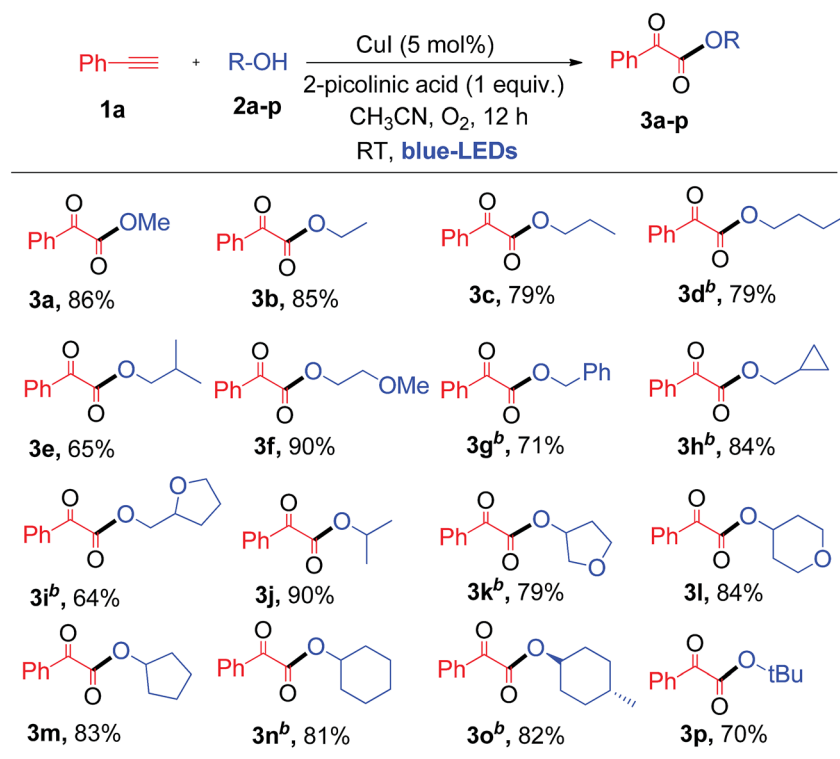 Ph + R-OH CuI (5 mol%) Ph O O OR
1a 2a-p 2-picolinic acid (1 equiv.) 3a-p
CH₃CN, O₂, 12 h
RT, blue-LEDs
Ph O O OMe Ph O O O Ph O O O Ph O O O
3a, 86% 3b, 85% 3c, 79% 3dᵇ, 79%
Ph O O O Ph O O O OMe Ph O O O Ph Ph O O O
3e, 65% 3f, 90% 3gᵇ, 71% 3hᵇ, 84%
Ph O O O O Ph O O O Ph O O O O Ph O O O O
3iᵇ, 64% 3j, 90% 3kᵇ, 79% 3l, 84%
Ph O O O Ph O O O Ph O O O Ph O O O tBu
3m, 83% 3nᵇ, 81% 3oᵇ, 82% 3p, 70%